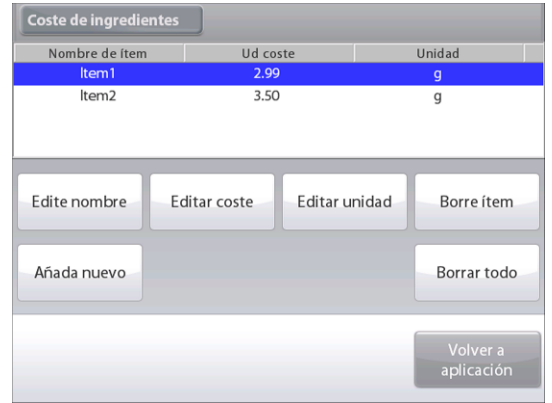 Coste de ingredientes
Nombre de ítem Ud coste Unidad
Item1 2.99 g
Item2 3.50 g
Edite nombre Editar coste Editar unidad Borre ítem
Añada nuevo Borrar todo
Volver a
aplicación